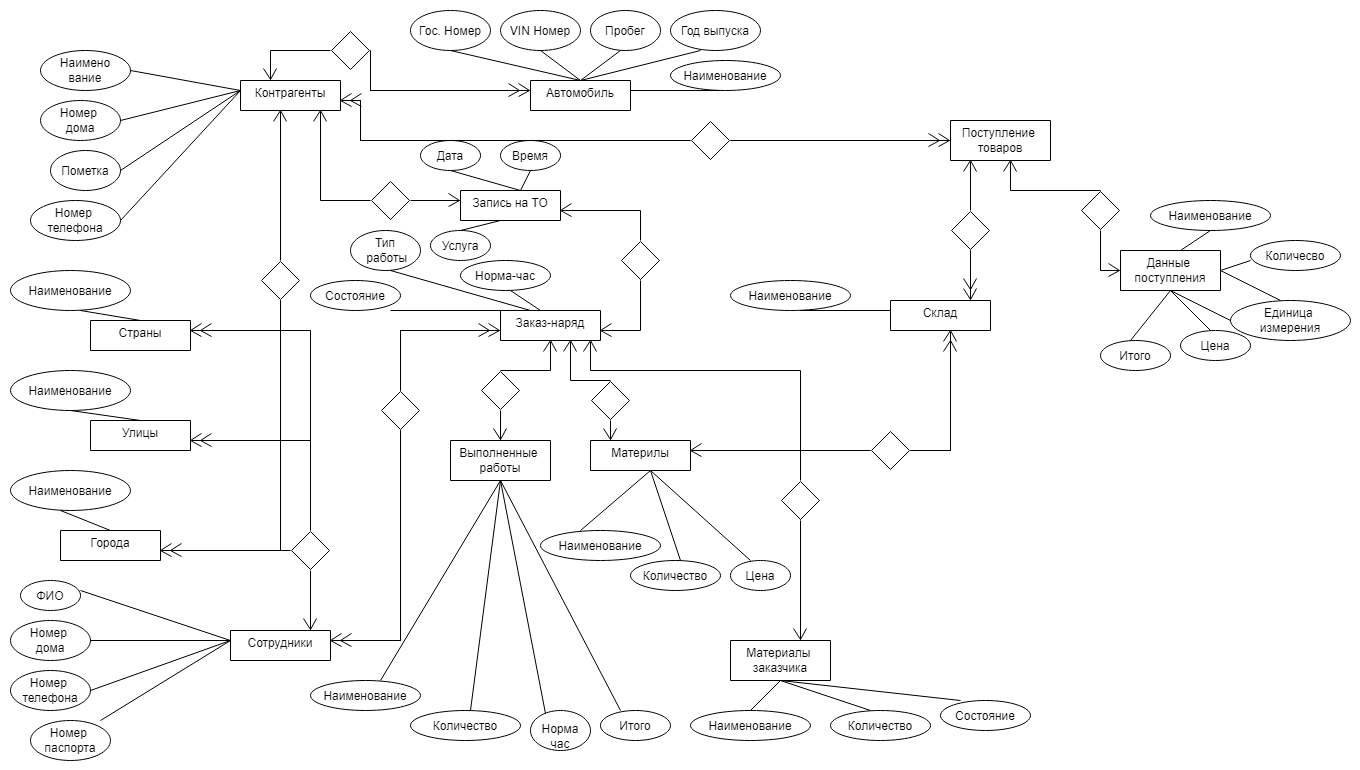 Гос. Номер
VIN Номер
Пробег
Год выпуска
Наименование
Автомобиль
Наимено
вание
Номер
дома
Пометка
Номер
телефона
Контрагенты
Поступление
товаров
Дата
Время
Запись на ТО
Услуга
Тип
работы
Норма-час
Состояние
Заказ-наряд
Наименование
Склад
Наименование
Количесво
Данные
поступления
Единица
измерения
Цена
Итого
Наименование
Страны
Наименование
Улицы
Наименование
Города
Выполненные
работы
Материлы
Наименование
Количество
Цена
ФИО
Номер
дома
Номер
телефона
Номер
паспорта
Сотрудники
Наименование
Количество
Норма
час
Итого
Материалы
заказчика
Наименование
Количество
Состояние